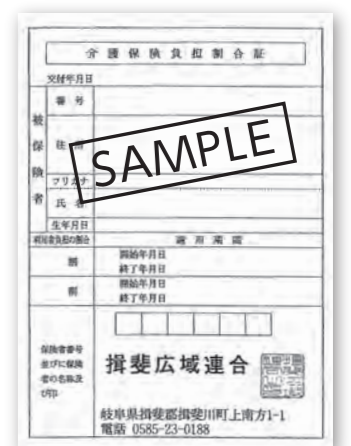 介護保険負担割合証
交付年月日
被保険者
番号
住所
フリガナ
氏名
生年月日
利用者負担の割合
適用期間
割
開始年月日
終了年月日
割
開始年月日
終了年月日
保険者番号
並びに保険
者の名称及
び印
揖斐広域連合
岐阜県揖斐郡揖斐川町上南方1-1
電話 0585-23-0188
SAMPLE